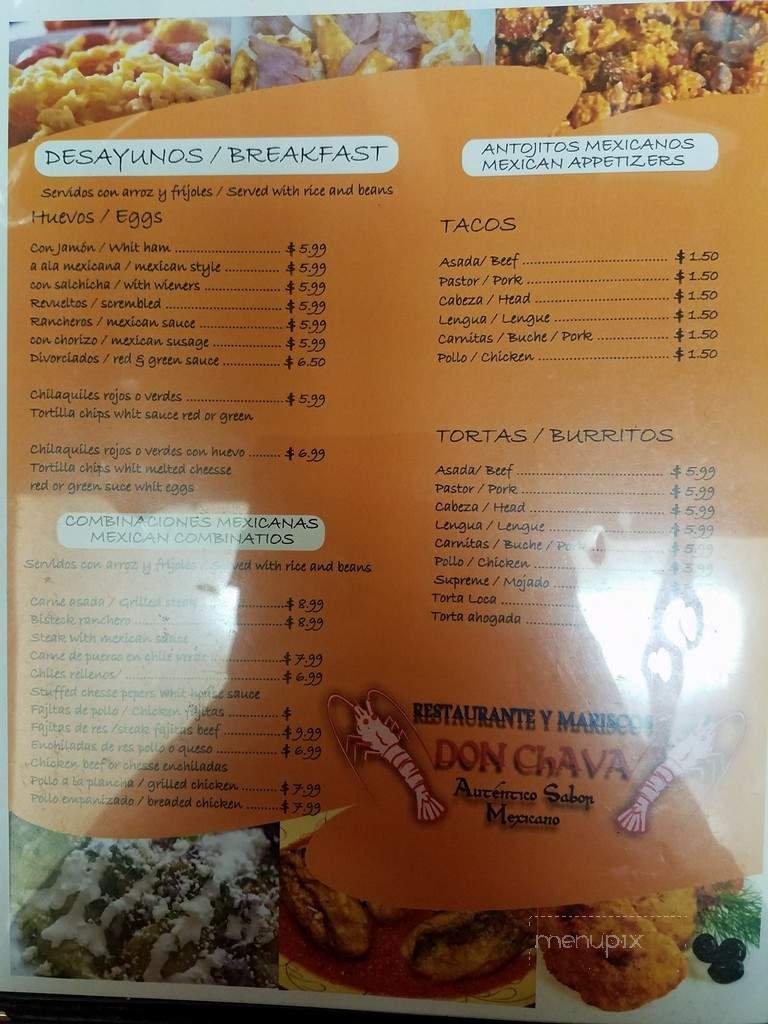 DESAYUNOS / BREAKFAST
Servidos con arroz y frijoles / Served with rice and beans
Huevos / Eggs
Con Jamón / Whit ham ........ $ 5.99
a ala mexicana / mexican style ........ $ 5.99
con salchicha / with wieners ........ $ 5.99
Revueltos / scrembled ........ $ 5.99
Rancheros / mexican sauce ........ $ 5.99
con chorizo / mexican susage ........ $ 5.99
Divorciados / red & green sauce ........ $ 6.50
Chilaquiles rojos o verdes ........ $ 5.99
Tortilla chips whit sauce red or green
Chilaquiles rojos o verdes con huevo ........ $ 6.99
Tortilla chips whit melted cheesse
red or green suce whit eggs
COMBINACIONES MEXICANAS
MEXICAN COMBINATIOS
Servidos con arroz y frijoles / Served with rice and beans
Carne asada / Grilled steak ........ $ 8.99
Bisteck ranchero ........ $ 8.99
Steak with mexican sauce
Carne de puerso en chile verde ........ $ 7.99
Chiles rellenos/ ........ $ 6.99
Stuffed chesse pepers whit house sauce
Fajitas de pollo / Chicken fajitas ........ $
Fajitas de res /steak fajitas beef ........ $ 9.99
Enchiladas de res pollo o queso ........ $ 6.99
Chicken beef or chesse enchiladas
Pollo a la plancha / grilled chicken ........ $ 7.99
Pollo empanizado / breaded chicken ........ $ 7.99
ANTOJITOS MEXICANOS
MEXICAN APPETIZERS
TACOS
Asada/ Beef ........ $ 1.50
Pastor / Pork ........ $ 1.50
Cabeza / Head ........ $ 1.50
Lengua / Lengue ........ $ 1.50
Carnitas / Buche / Pork ........ $ 1.50
Pollo / Chicken ........ $ 1.50
TORTAS / BURRITOS
Asada/ Beef ........ $ 5.99
Pastor / Pork ........ $ 5.99
Cabeza / Head ........ $ 5.99
Lengua / Lengue ........ $ 5.99
Carnitas / Buche / Pork ........ $ 5.99
Pollo / Chicken ........ $ 5.99
Supreme / Mojado ........
Torta Loca ........
Torta ahogada ........
RESTAURANTE Y MARISCOS
DON ChAVA
Auténtico Sabor
Mexicano
menupix